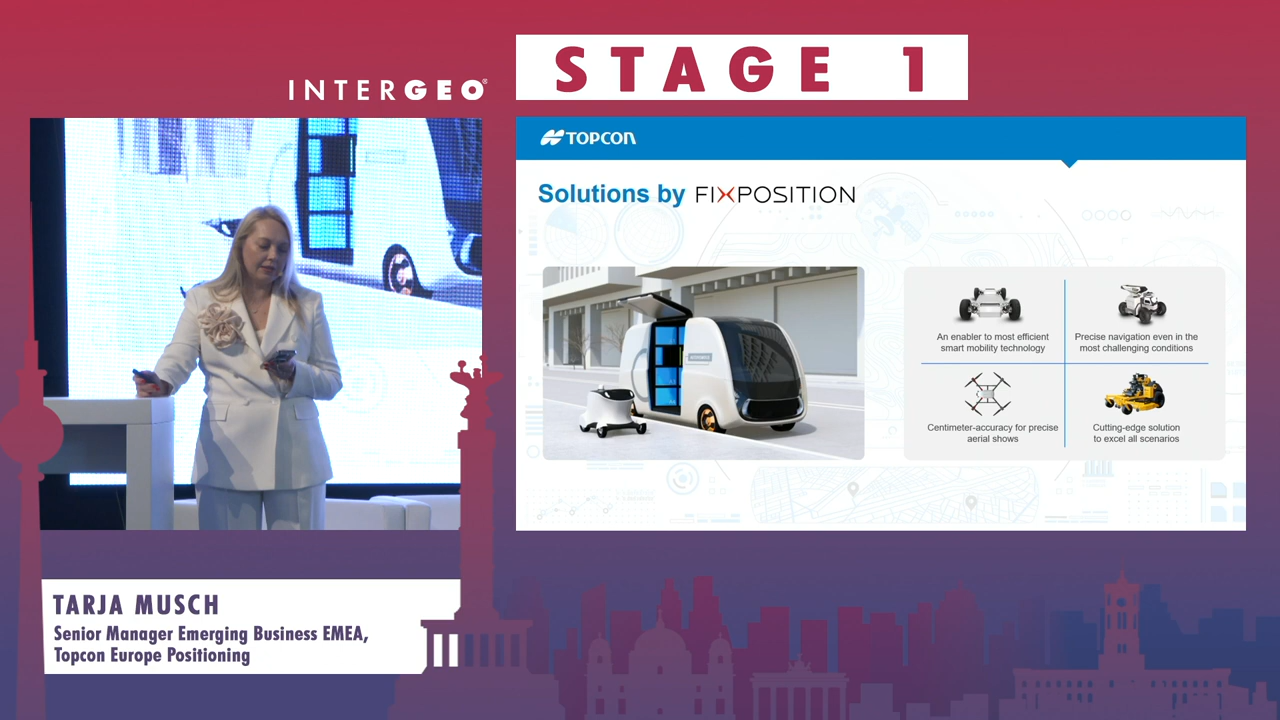 INTERGEO®
STAGE 1
TOPCON
Solutions by FIXPOSITION
An enabler to most efficient
smart mobility technology
Precise navigation even in the
most challenging conditions
Centimeter-accuracy for precise
aerial shows
Cutting-edge solution
to excel all scenarios
TARJA MUSCH
Senior Manager Emerging Business EMEA,
Topcon Europe Positioning